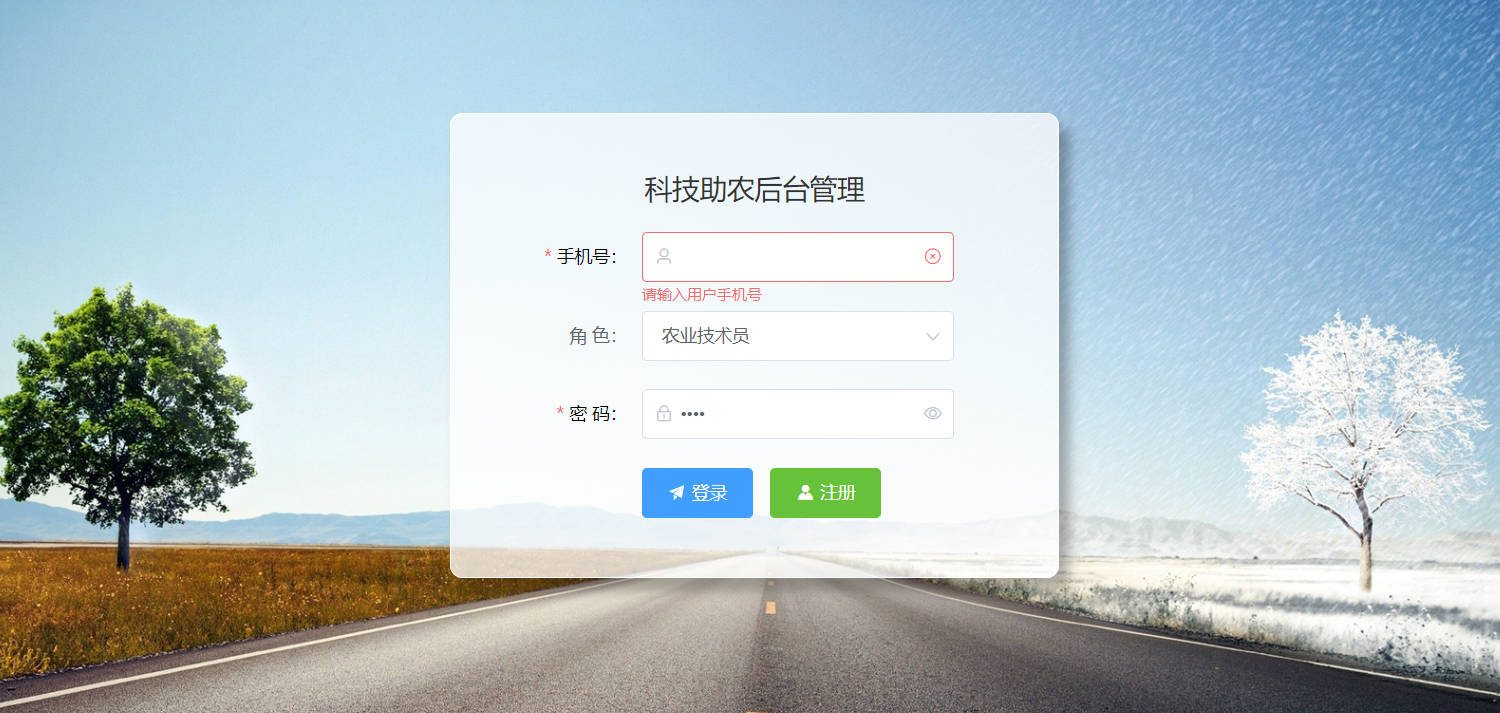 科技助农后台管理
* 手机号：
请输入用户手机号
角 色： 农业技术员
* 密 码： ••••
登录 注册